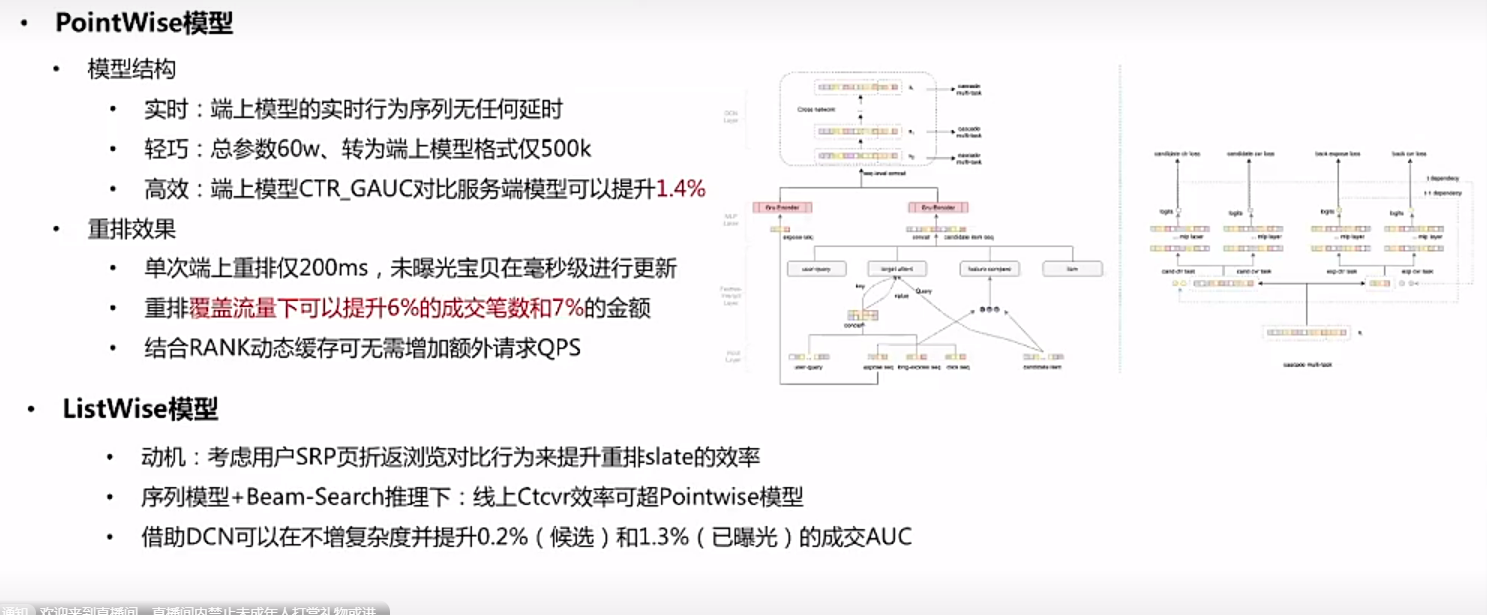 PointWise模型
模型结构
实时：端上模型的实时行为序列无任何延时
轻巧：总参数60w、转为端上模型格式仅500k
高效：端上模型CTR_GAUC对比服务端模型可以提升1.4%
重排效果
单次端上重排仅200ms，未曝光宝贝在毫秒级进行更新
重排覆盖流量下可以提升6%的成交笔数和7%的金额
结合RANK动态缓存可无需增加额外请求QPS
ListWise模型
动机：考虑用户SRP页折返浏览对比行为来提升重排slate的效率
序列模型+Beam-Search推理下：线上Ctcvr效率可超Pointwise模型
借助DCN可以在不增复杂度并提升0.2%（候选）和1.3%（已曝光）的成交AUC
DCN
Layer
Cross network
cascade
multi-task
cascade
multi-task
cascade
multi-task
seq-level concat
MLP
Layer
expose seq
concat
candidate item seq
user query
target attent
feature compare
item
key
value
Query
concat
Layer
Layer
user query
expose seq
long-expose seq
click seq
candidate item
candidate ctr loss
candidate cvr loss
back expose loss
back cvr loss
logits
logits
logits
logits
... mlp layer
... mlp layer
... mlp layer
... mlp layer
cand ctr task
cand cvr task
exp ctr task
exp cvr task
cascade multi-task
通知
欢迎来到直播间，直播间内禁止未成年人打赏礼物或进